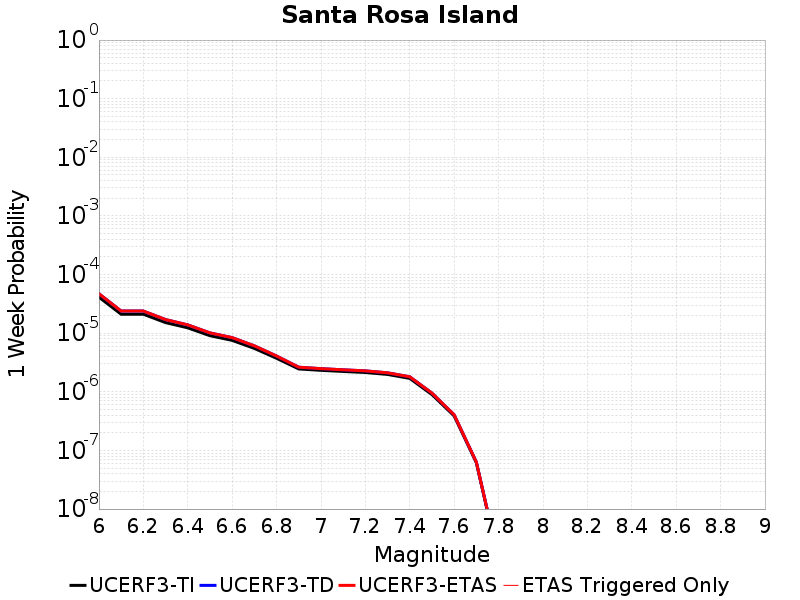 Santa Rosa Island
1 Week Probability
10^0
10^-1
10^-2
10^-3
10^-4
10^-5
10^-6
10^-7
10^-8
6 6.2 6.4 6.6 6.8 7 7.2 7.4 7.6 7.8 8 8.2 8.4 8.6 8.8 9
Magnitude
UCERF3-TI UCERF3-TD UCERF3-ETAS ETAS Triggered Only